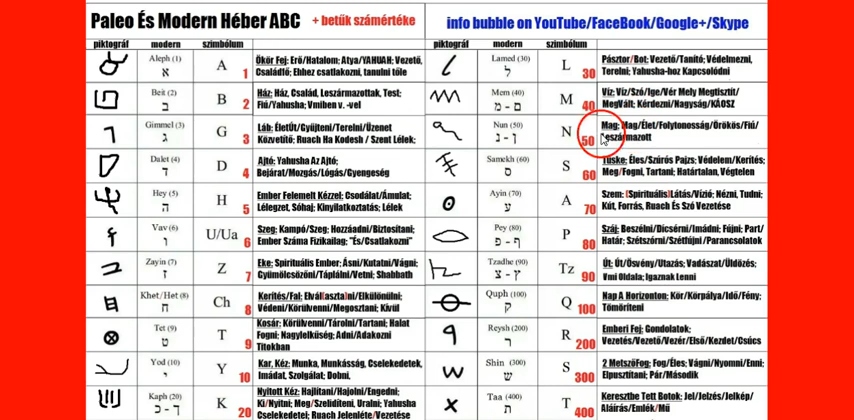 Paleo És Modern Héber ABC + betűk számértéke
info bubble on YouTube/FaceBook/Google+/Skype
piktográf modern szimbólum
Aleph (1)
א
A
1
Ökör Fej: Erő/Hatalom; Atya/YAHUAH; Vezető,
Családfő; Ehhez csatlakozni, tanulni tőle
Beit (2)
ב
B
2
Ház; Ház, Család, Leszármazottak, Test;
Fiú/Yahusha; Vmiben v. -vel
Gimmel (3)
ג
G
3
Láb; ÉletÚt/Gyűjteni/Terelni/Üzenet
Közvetítő; Ruach Ha Kodesh / Szent Lélek;
Dalet (4)
ד
D
4
Ajtó; Yahusha Az Ajtó;
Bejárat/Mozgás/Lógás/Gyengeség
Hey (5)
ה
H
5
Ember Felemelt Kézzel; Csodálat/Ámulat;
Lélegzet, Sóhaj; Kinyilatkoztatás; Lélek
Vav (6)
ו
U/Ua
6
Szeg; Kampó/Szeg; Hozzáadni/Biztosítani;
Ember Száma Fizikailag; "És/Csatlakozni"
Zayin (7)
ז
Z
7
Eke; Spirituális Ember; Ásni/Kutatni/Vágni;
Gyümölcsözőni/Táplálni/Vetni; Shabbath
Khet/Het (8)
ח
Ch
8
Kerítés/Fal; Elvál(aszta)ni/Elkülönülni;
Védeni/Körülvenni/Megosztani; Kívül
Tet (9)
ט
T
9
Kosár; Körülvenni/Tárolni/Tartani; Halat
Fogni; Nagylelkűség; Adni/Adakozni
Titokban
Yod (10)
י
Y
10
Kar, Kéz; Munka, Munkásság, Cselekedetek,
Imádat, Szolgálat; Dobni,
Kaph (20)
ך - כ
K
20
Nyitott Kéz; Hajlítani/Hajolni/Engedni;
Ki/Nyitni; Meg/Szelídíteni, Uralni; Yahusha
Cselekedetei; Ruach Jelenléte/Vezetése
piktográf modern szimbólum
Lamed (30)
ל
L
30
Pásztor/Bot; Vezető/Tanító; Védelmezni,
Terelni; Yahusha-hoz Kapcsolódni
Mem (40)
ם - מ
M
40
Víz; Víz/Szó/Ige/Vér Mely Megtisztít/
MegVált; Kérdezni/Nagyság/KÁOSZ
Nun (50)
ן - נ
N
50
Mag; Mag/Élet/Folytonosság/Örökös/Fiú/
Leszármazott
Samekh (60)
ס
S
60
Tüske; Éles/Szúrós Pajzs; Védelem/Kerítés;
Meg/Fogni, Tartani; Határtalan, Végtelen
Ayin (70)
ע
A
70
Szem; (Spirituális)Látás/Vízió; Nézni, Tudni;
Kút, Forrás, Ruach És Szó Vezetése
Pey (80)
ף - פ
P
80
Száj; Beszélni/Dicsérni/Imádni; Fújni; Part/
Határ; Szétszórni/Szétfújni/Parancsolatok
Tzadhe (90)
ץ - צ
Tz
90
Út; Út/Ösvény/Utazás; Vadászat/Üldözés;
Vmi Oldala; Igaznak Lenni
Quph (100)
ק
Q
100
Nap A Horizonton; Kör/Körpálya/Idő/Fény;
Tömöríteni
Reysh (200)
ר
R
200
Emberi Fej; Gondolatok;
Vezetés/Vezető/Vezér/Első/Kezdet/Csúcs
Shin (300)
ש
S
300
2 MetszőFog; Fog/Éles; Vágni/Nyomni/Enni;
Elpusztítani; Pár/Második
Taa (400)
ת
T
400
Keresztbe Tett Botok; Jel/Jelzés/Jelkép/
Aláírás/Emlék/Mű